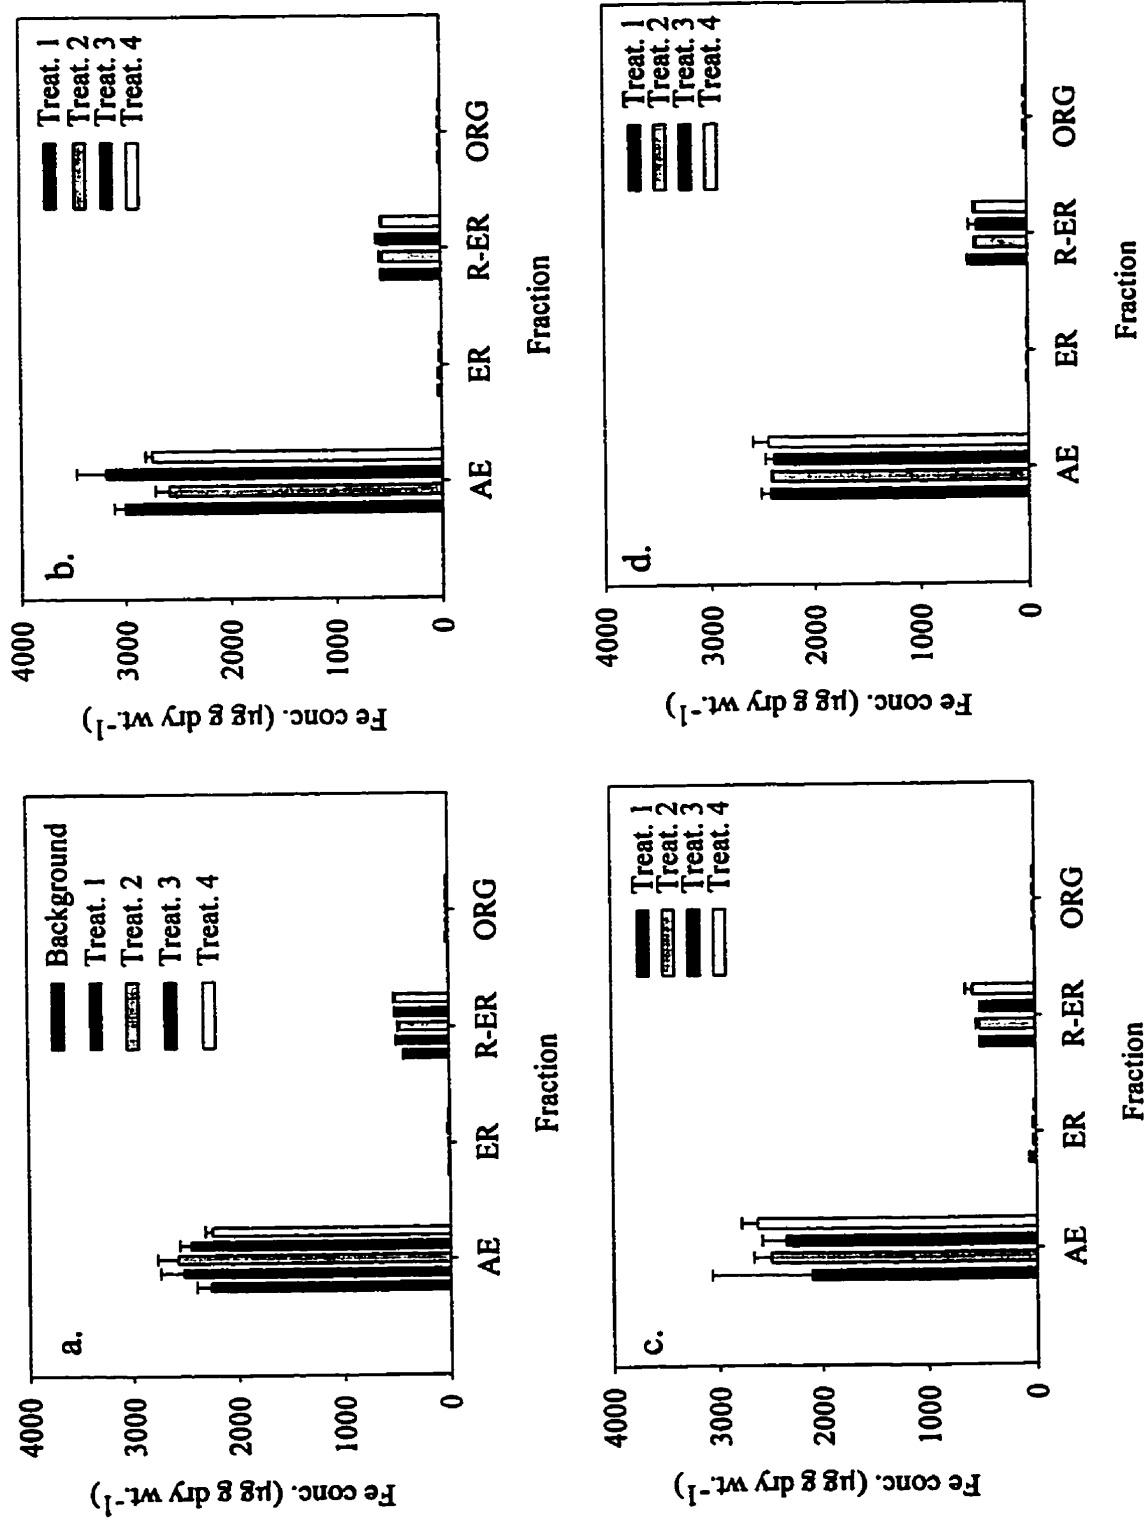 a.
Background
Treat. 1
Treat. 2
Treat. 3
Treat. 4
4000
3000
2000
1000
0
Fe conc. (µg g dry wt.-1)
AE ER R-ER ORG
Fraction
b.
Treat. 1
Treat. 2
Treat. 3
Treat. 4
4000
3000
2000
1000
0
Fe conc. (µg g dry wt.-1)
AE ER R-ER ORG
Fraction
c.
Treat. 1
Treat. 2
Treat. 3
Treat. 4
4000
3000
2000
1000
0
Fe conc. (µg g dry wt.-1)
AE ER R-ER ORG
Fraction
d.
Treat. 1
Treat. 2
Treat. 3
Treat. 4
4000
3000
2000
1000
0
Fe conc. (µg g dry wt.-1)
AE ER R-ER ORG
Fraction